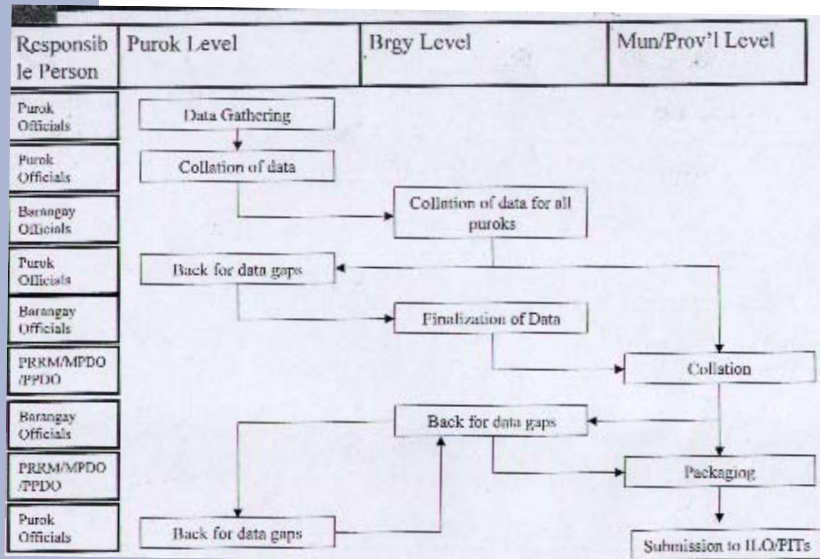 Responsib
le Person
Purok Level
Brgy Level
Mun/Prov'l Level
Purok
Officials
Data Gathering
Purok
Officials
Collation of data
Barangay
Officials
Collation of data for all
puroks
Purok
Officials
Back for data gaps
Barangay
Officials
Finalization of Data
PRRM/MPDO
/PPDO
Collation
Barangay
Officials
Back for data gaps
PRRM/MPDO
/PPDO
Packaging
Purok
Officials
Back for data gaps
Submission to ILO/PITs